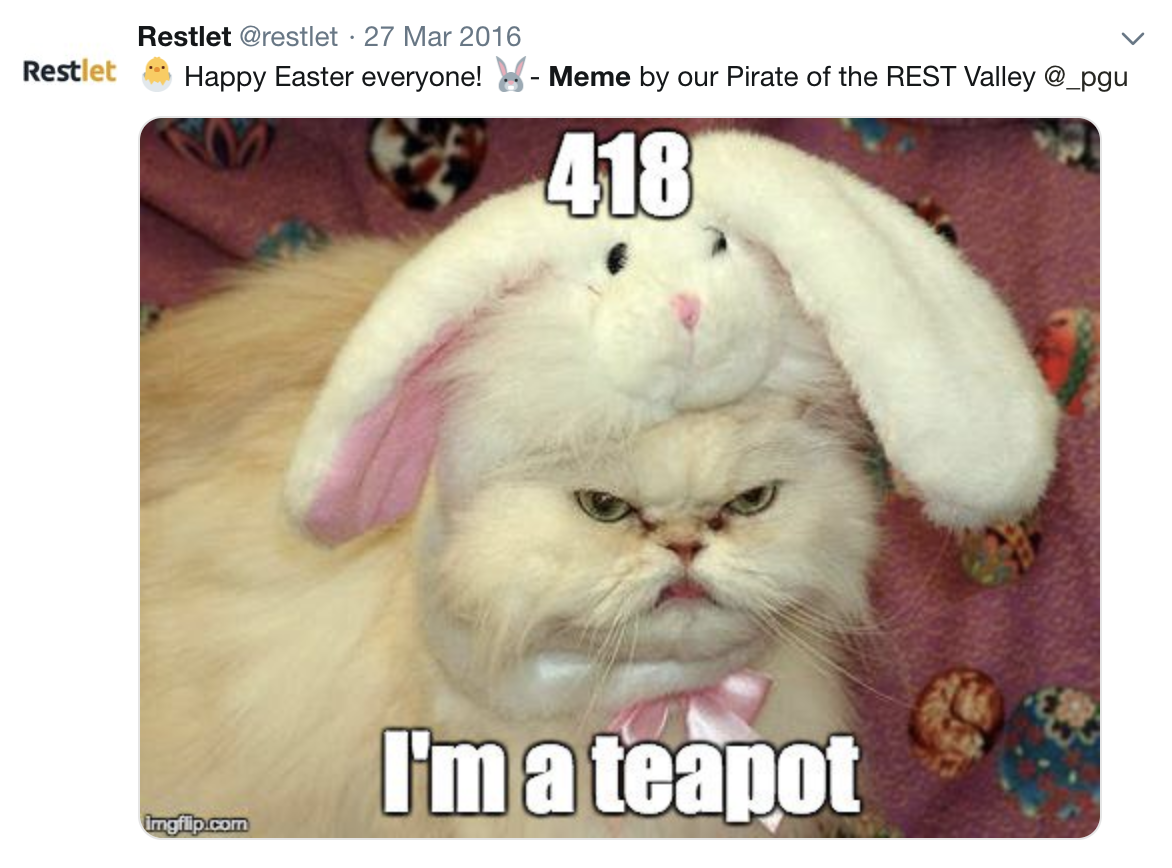 Restlet @restlet · 27 Mar 2016
Restlet
🐣 Happy Easter everyone! 🐰- Meme by our Pirate of the REST Valley @_pgu
418
I'm a teapot
imgflip.com